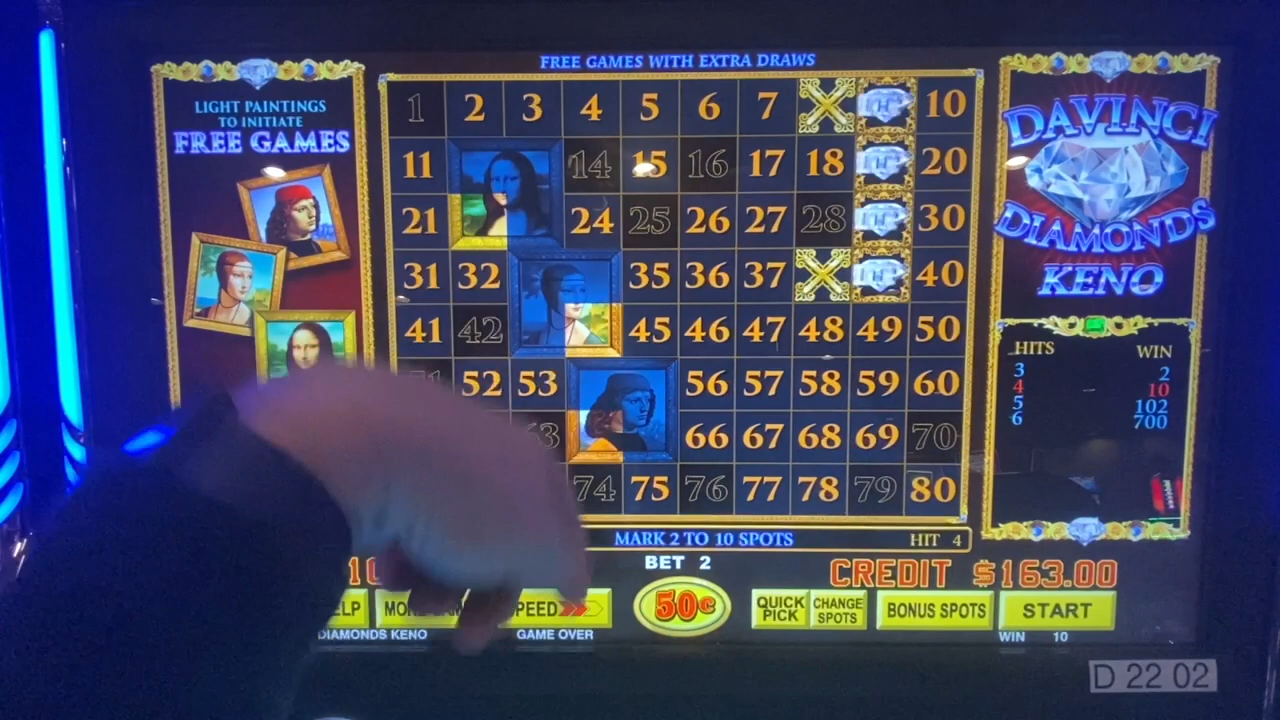 FREE GAMES WITH EXTRA DRAWS
LIGHT PAINTINGS
TO INITIATE
FREE GAMES
1 2 3 4 5 6 7 10
11 14 15 16 17 18 20
21 24 25 26 27 28 30
31 32 35 36 37 40
41 42 45 46 47 48 49 50
52 53 56 57 58 59 60
63 66 67 68 69 70
74 75 76 77 78 79 80
DAVINCI
DIAMONDS
KENO
HITS WIN
3 2
4 10
5 102
6 700
MARK 2 TO 10 SPOTS HIT 4
BET 2
CREDIT $163.00
50¢
QUICK PICK
CHANGE SPOTS
BONUS SPOTS
START
DIAMONDS KENO
GAME OVER
WIN 10
D 22 02